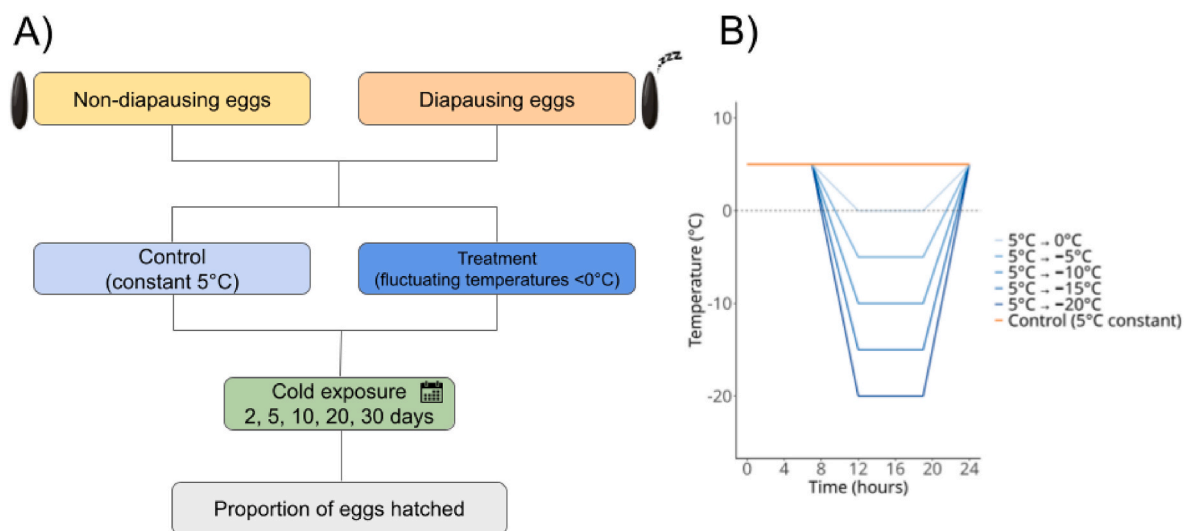 A)
zzz
Non-diapausing eggs
Diapausing eggs
Control
(constant 5°C)
Treatment
(fluctuating temperatures <0°C)
Cold exposure
2, 5, 10, 20, 30 days
Proportion of eggs hatched
B)
Temperature (°C)
10
0
-10
-20
0 4 8 12 16 20 24
Time (hours)
5°C → 0°C
5°C → −5°C
5°C → −10°C
5°C → −15°C
5°C → −20°C
Control (5°C constant)